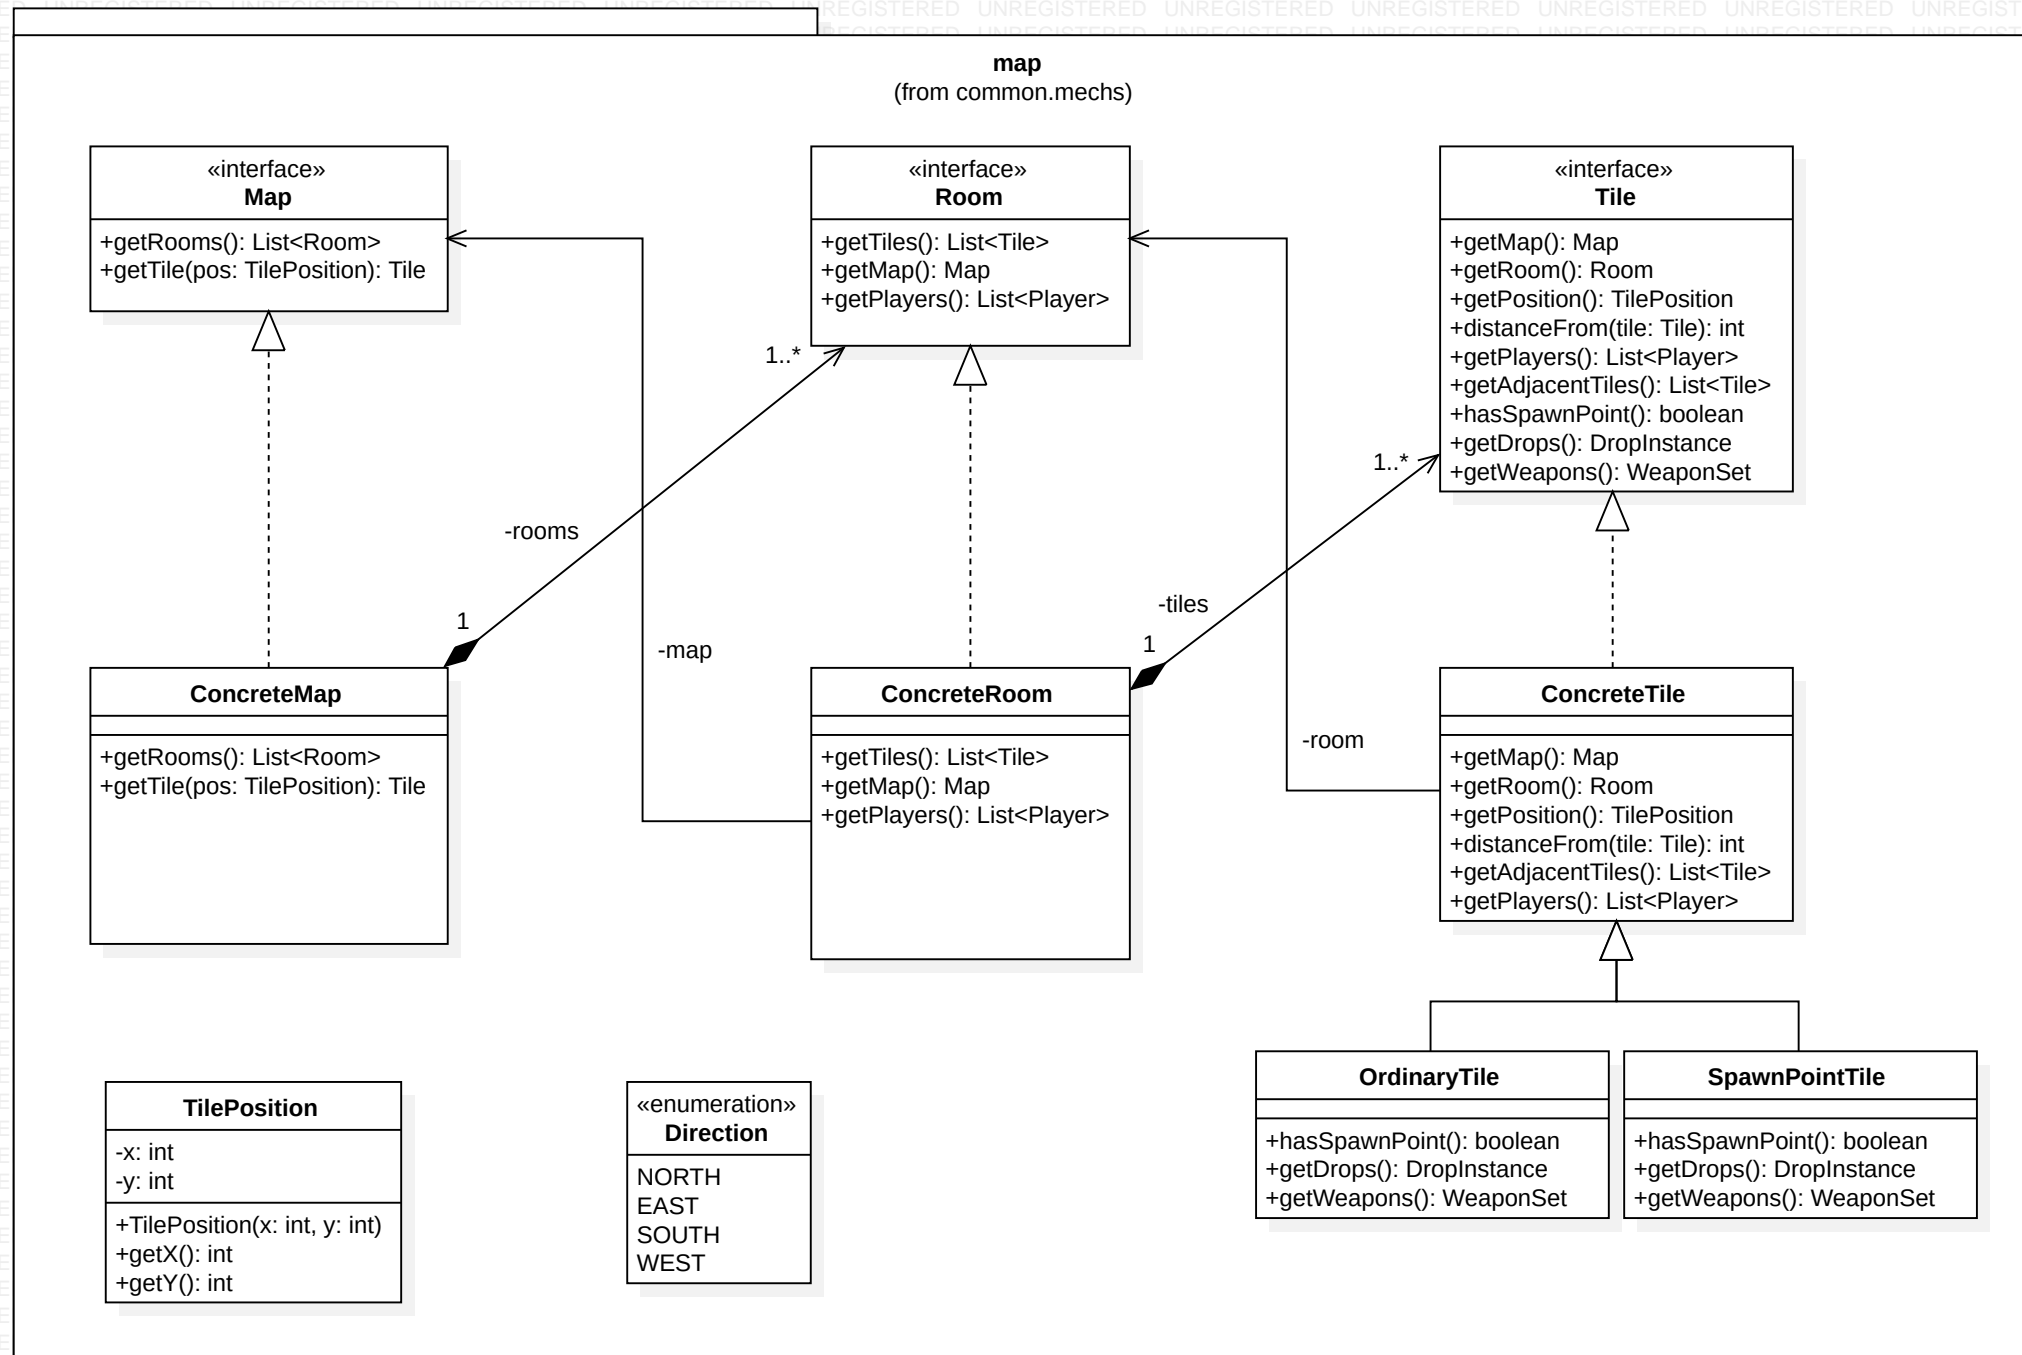 UNREGISTERED UNREGISTERED UNREGISTERED UNREGISTERED UNREGISTERED UNREGISTERED
map
(from common.mechs)
«interface»
Map
+getRooms(): List<Room>
+getTile(pos: TilePosition): Tile
«interface»
Room
+getTiles(): List<Tile>
+getMap(): Map
+getPlayers(): List<Player>
«interface»
Tile
+getMap(): Map
+getRoom(): Room
+getPosition(): TilePosition
+distanceFrom(tile: Tile): int
+getPlayers(): List<Player>
+getAdjacentTiles(): List<Tile>
+hasSpawnPoint(): boolean
+getDrops(): DropInstance
+getWeapons(): WeaponSet
1..*
-rooms
1
-map
1..*
-tiles
1
-room
ConcreteMap
+getRooms(): List<Room>
+getTile(pos: TilePosition): Tile
ConcreteRoom
+getTiles(): List<Tile>
+getMap(): Map
+getPlayers(): List<Player>
ConcreteTile
+getMap(): Map
+getRoom(): Room
+getPosition(): TilePosition
+distanceFrom(tile: Tile): int
+getAdjacentTiles(): List<Tile>
+getPlayers(): List<Player>
TilePosition
-x: int
-y: int
+TilePosition(x: int, y: int)
+getX(): int
+getY(): int
«enumeration»
Direction
NORTH
EAST
SOUTH
WEST
OrdinaryTile
+hasSpawnPoint(): boolean
+getDrops(): DropInstance
+getWeapons(): WeaponSet
SpawnPointTile
+hasSpawnPoint(): boolean
+getDrops(): DropInstance
+getWeapons(): WeaponSet